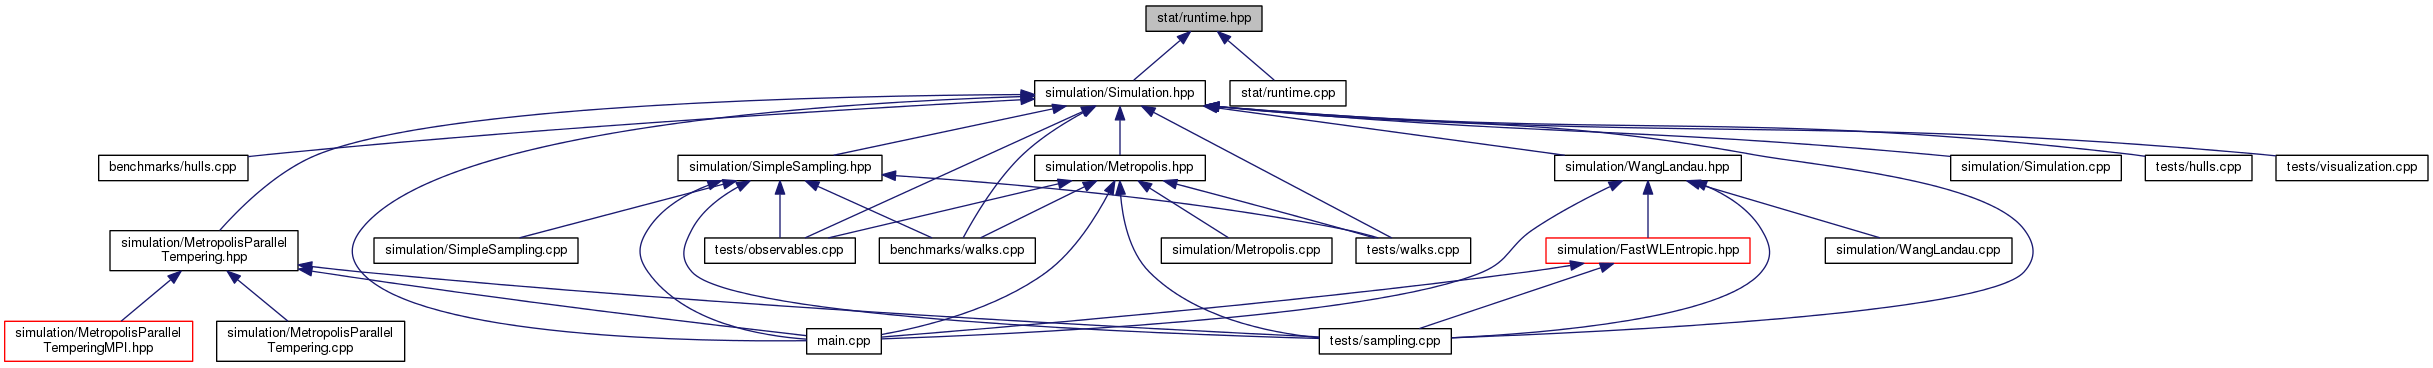 stat/runtime.hpp
simulation/Simulation.hpp
stat/runtime.cpp
benchmarks/hulls.cpp
simulation/SimpleSampling.hpp
simulation/Metropolis.hpp
simulation/WangLandau.hpp
simulation/Simulation.cpp
tests/hulls.cpp
tests/visualization.cpp
simulation/MetropolisParallel
Tempering.hpp
simulation/SimpleSampling.cpp
tests/observables.cpp
benchmarks/walks.cpp
simulation/Metropolis.cpp
tests/walks.cpp
simulation/FastWLEntropic.hpp
simulation/WangLandau.cpp
simulation/MetropolisParallel
TemperingMPI.hpp
simulation/MetropolisParallel
Tempering.cpp
main.cpp
tests/sampling.cpp